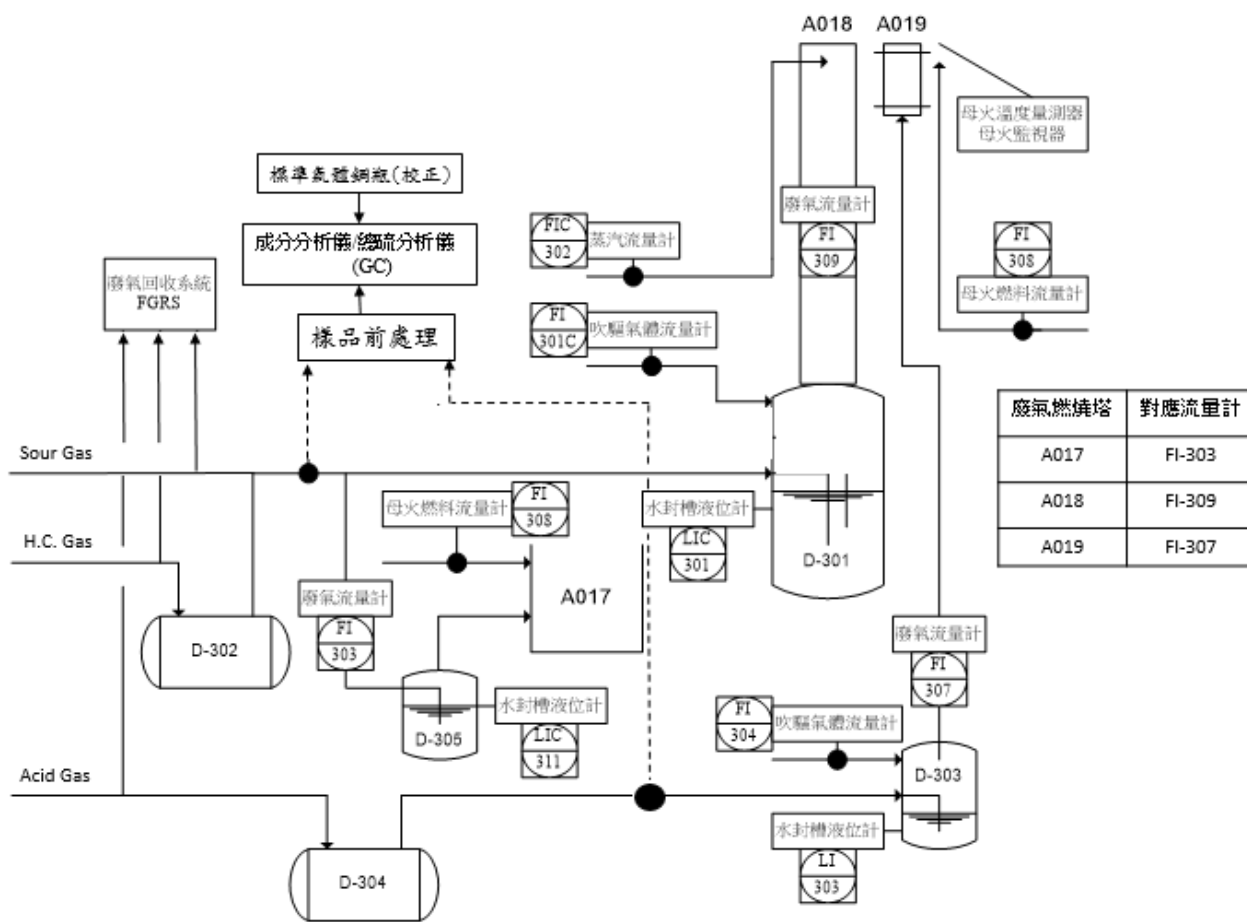 A018
A019
母火溫度量測器
母火監視器
標準氣體鋼瓶(校正)
成分分析儀/總硫分析儀
(GC)
樣品前處理
廢氣回收系統
FGRS
FIC
302
蒸汽流量計
廢氣流量計
FI
309
FI
308
母火燃料流量計
FI
301C
吹驅氣體流量計
廢氣燃燒塔
對應流量計
A017
FI-303
A018
FI-309
A019
FI-307
Sour Gas
母火燃料流量計
FI
308
水封槽液位計
LIC
301
D-301
H.C. Gas
A017
廢氣流量計
FI
303
D-302
廢氣流量計
FI
307
水封槽液位計
LIC
311
D-305
FI
304
吹驅氣體流量計
D-303
Acid Gas
水封槽液位計
LI
303
D-304